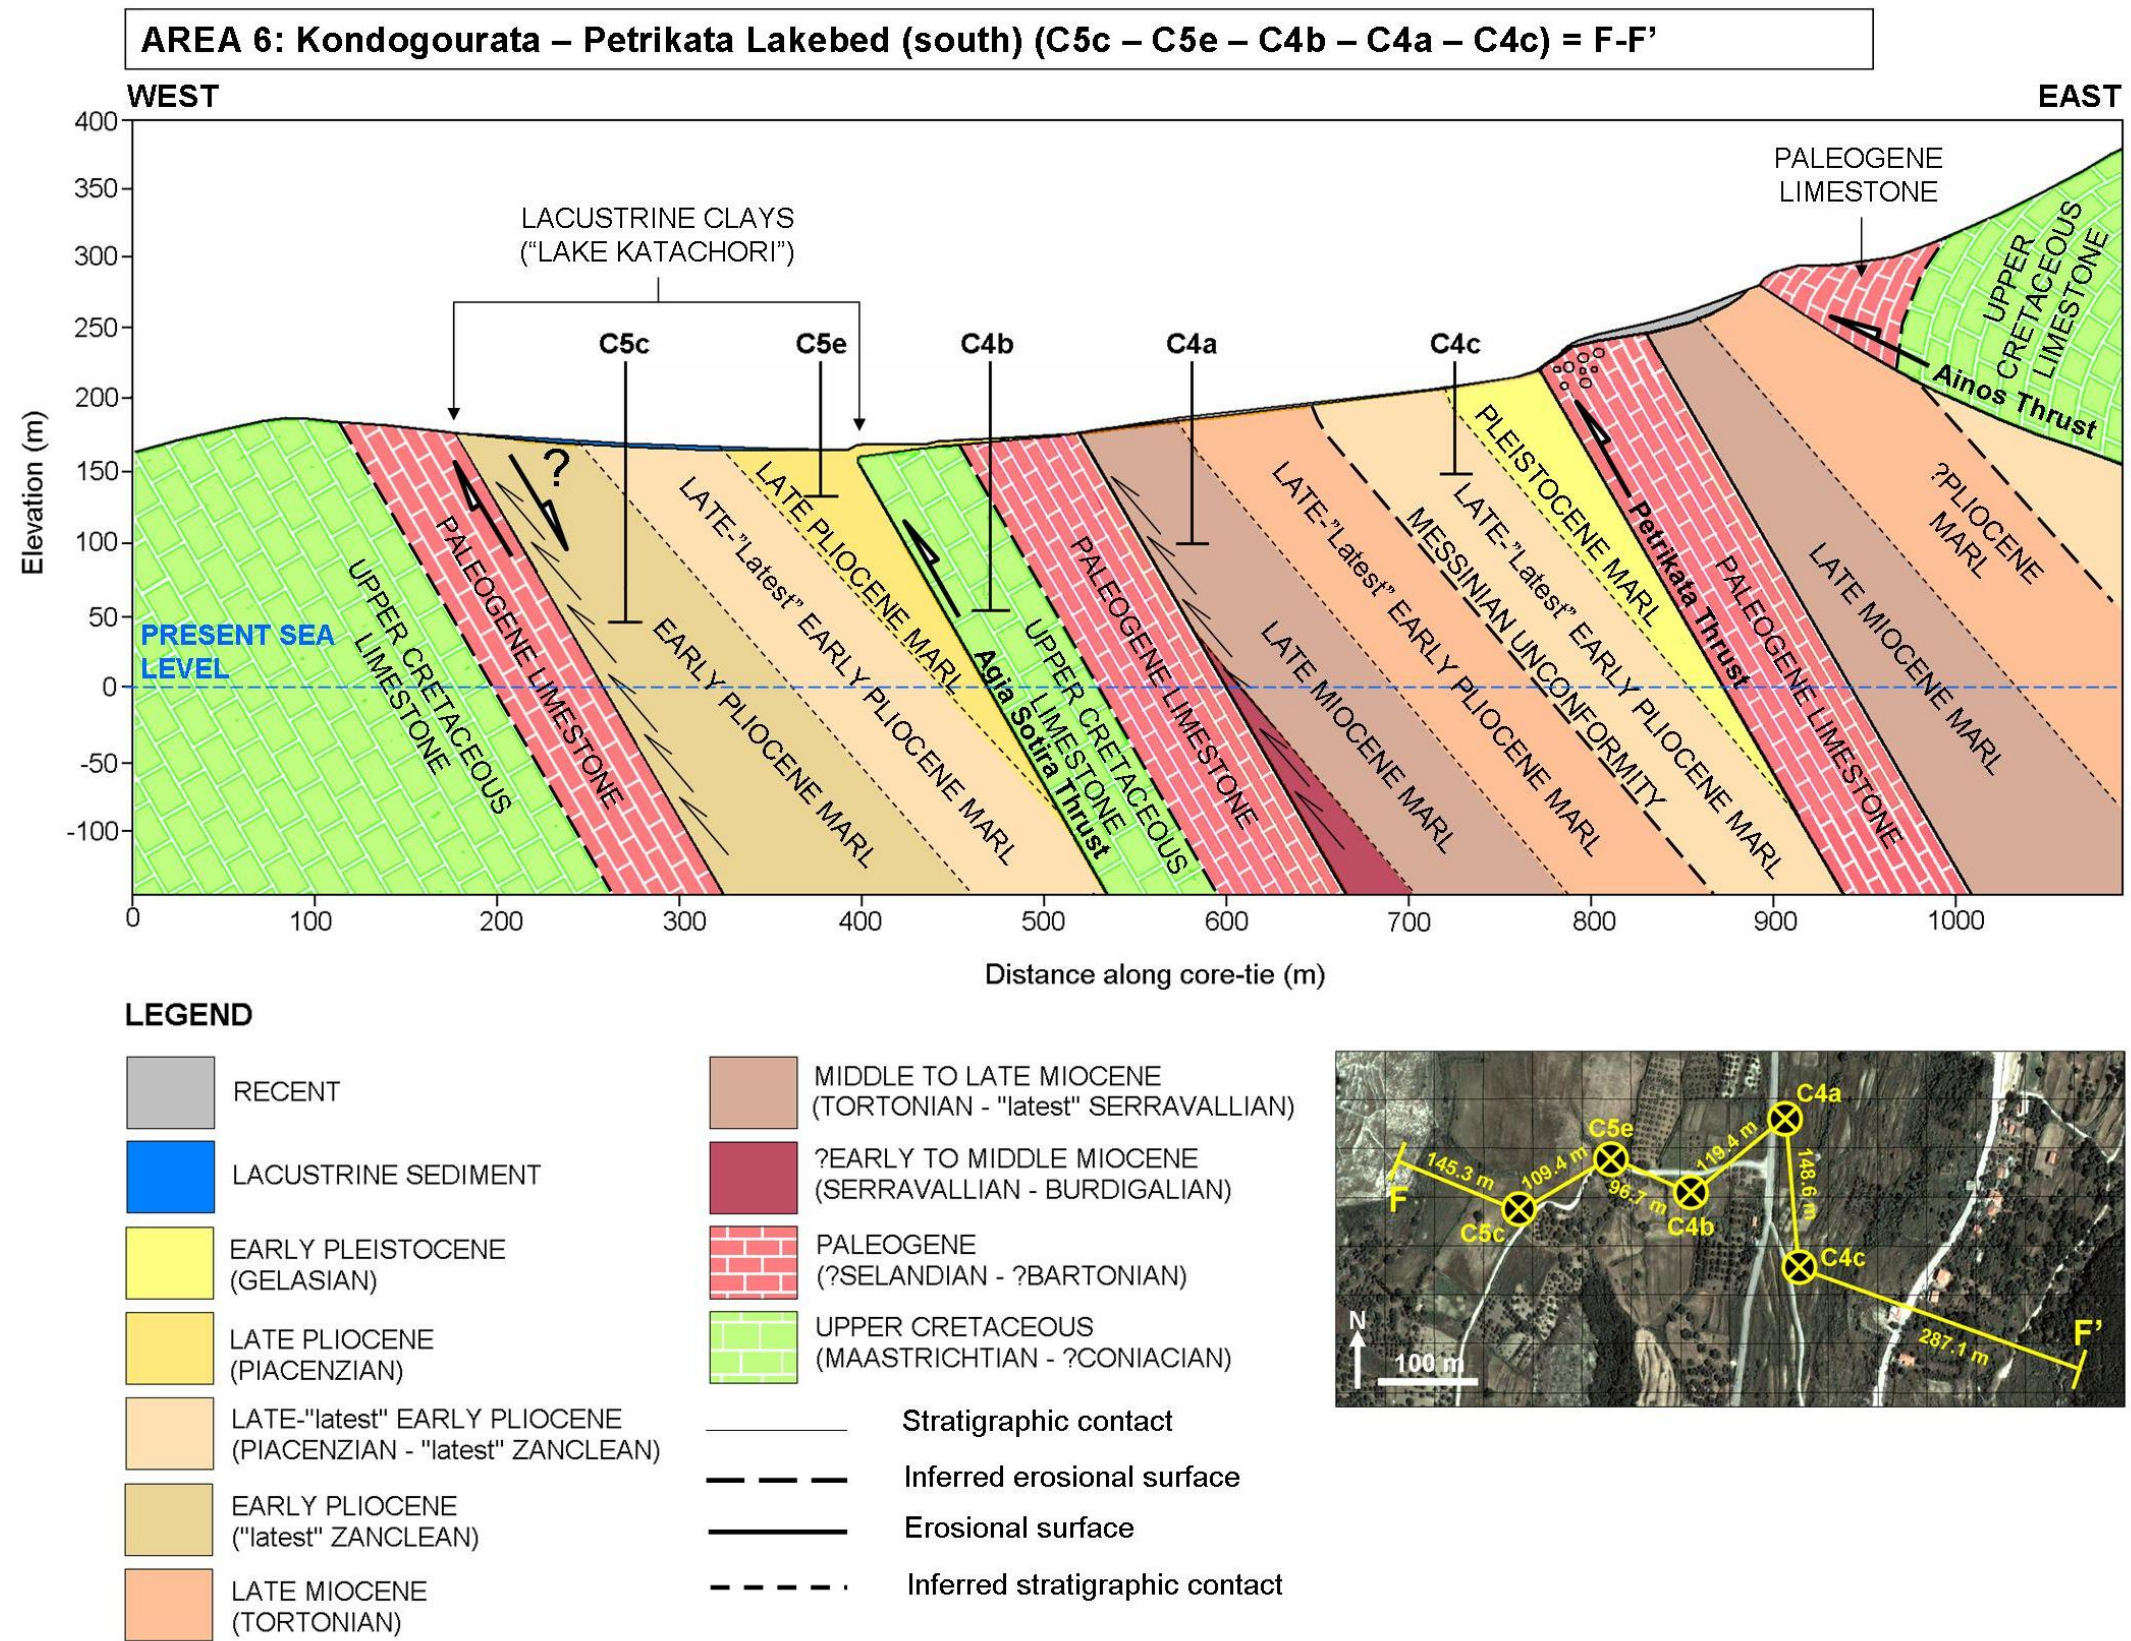 AREA 6: Kondogourata – Petrikata Lakebed (south) (C5c – C5e – C4b – C4a – C4c) = F-F’
WEST
EAST
400
350
300
250
200
150
100
50
0
-50
-100
Elevation (m)
LACUSTRINE CLAYS
(“LAKE KATACHORI”)
PALEOGENE
LIMESTONE
C5c
C5e
C4b
C4a
C4c
?
PRESENT SEA
LEVEL
UPPER CRETACEOUS
LIMESTONE
PALEOGENE LIMESTONE
EARLY PLIOCENE MARL
LATE-”Latest” EARLY PLIOCENE MARL
LATE PLIOCENE MARL
Agia Sotira Thrust
UPPER CRETACEOUS
LIMESTONE
PALEOGENE LIMESTONE
LATE MIOCENE MARL
LATE-”Latest” EARLY PLIOCENE MARL
MESSINIAN UNCONFORMITY
LATE-”Latest” EARLY PLIOCENE MARL
PLEISTOCENE MARL
Petrikata Thrust
PALEOGENE LIMESTONE
LATE MIOCENE MARL
?PLIOCENE
MARL
Ainos Thrust
UPPER
CRETACEOUS
LIMESTONE
0
100
200
300
400
500
600
700
800
900
1000
Distance along core-tie (m)
LEGEND
RECENT
LACUSTRINE SEDIMENT
EARLY PLEISTOCENE
(GELASIAN)
LATE PLIOCENE
(PIACENZIAN)
LATE-"latest" EARLY PLIOCENE
(PIACENZIAN - "latest" ZANCLEAN)
EARLY PLIOCENE
("latest" ZANCLEAN)
LATE MIOCENE
(TORTONIAN)
MIDDLE TO LATE MIOCENE
(TORTONIAN - "latest" SERRAVALLIAN)
?EARLY TO MIDDLE MIOCENE
(SERRAVALLIAN - BURDIGALIAN)
PALEOGENE
(?SELANDIAN - ?BARTONIAN)
UPPER CRETACEOUS
(MAASTRICHTIAN - ?CONIACIAN)
Stratigraphic contact
Inferred erosional surface
Erosional surface
Inferred stratigraphic contact
F
145.3 m
C5c
109.4 m
C5e
96.7 m
C4b
119.4 m
C4a
148.6 m
C4c
287.1 m
F’
N
100 m